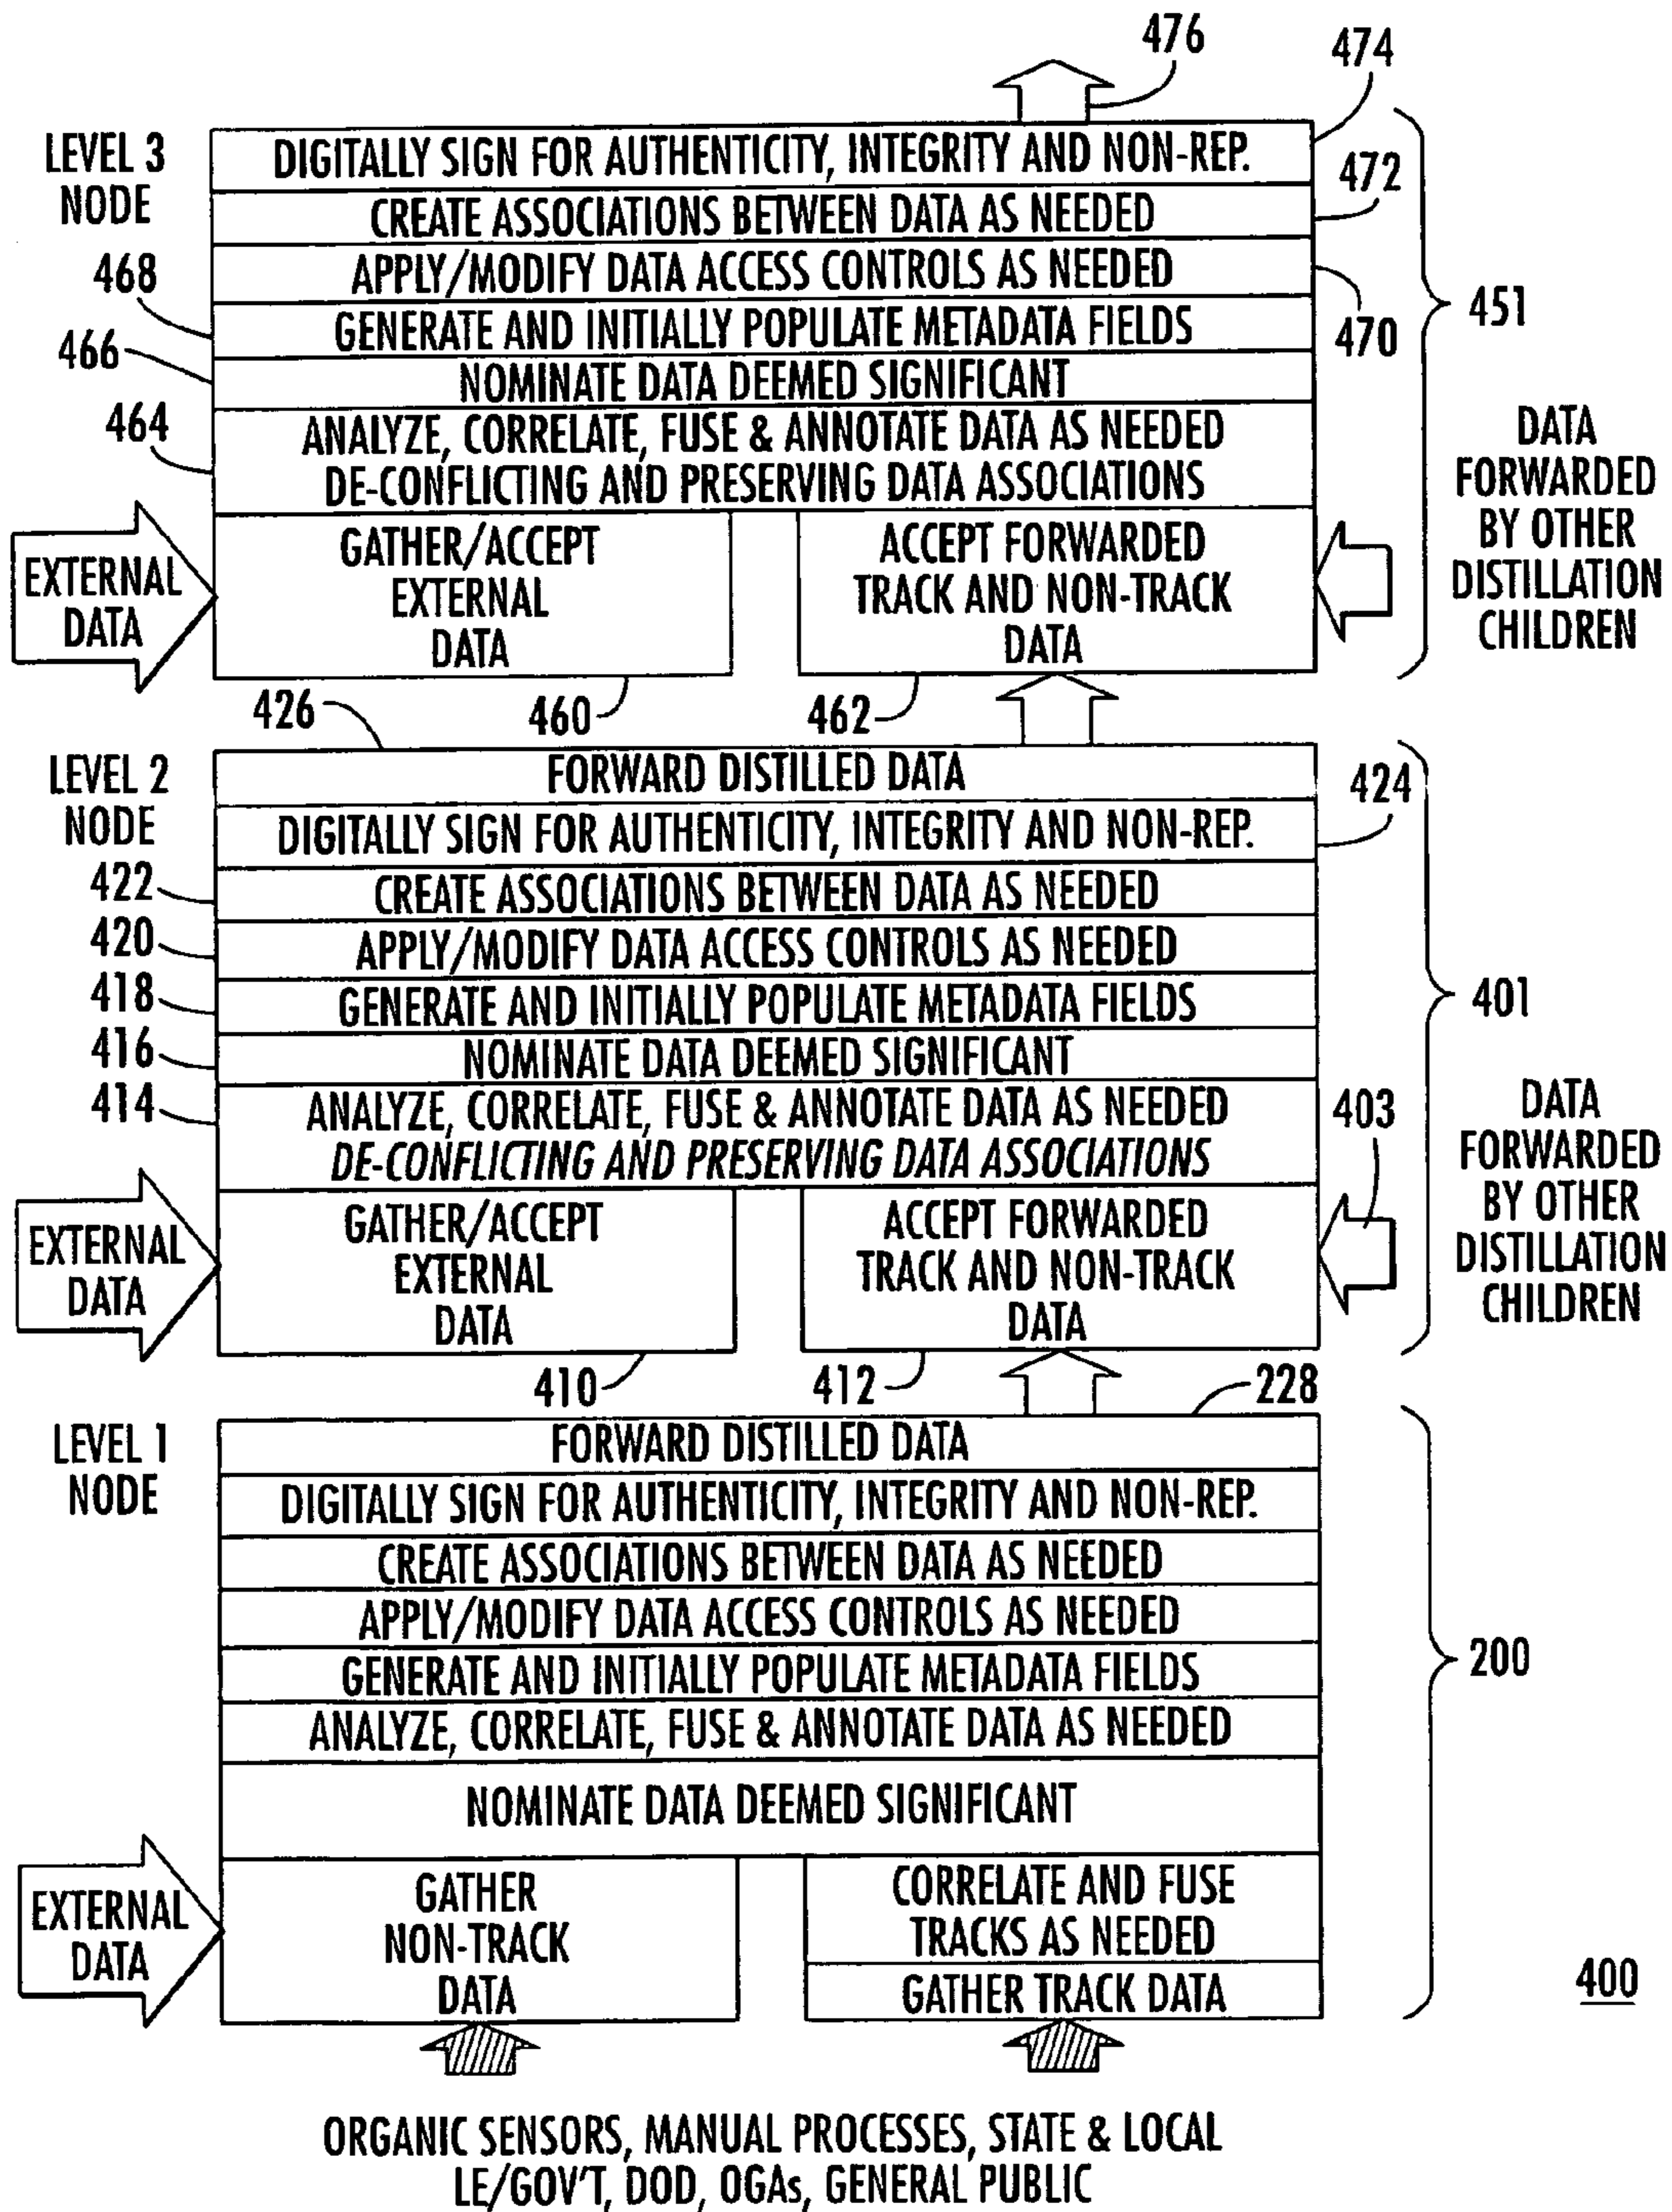 476
474
LEVEL 3
NODE
DIGITALLY SIGN FOR AUTHENTICITY, INTEGRITY AND NON-REP.
472
CREATE ASSOCIATIONS BETWEEN DATA AS NEEDED
468
APPLY/MODIFY DATA ACCESS CONTROLS AS NEEDED
451
466
GENERATE AND INITIALLY POPULATE METADATA FIELDS
470
NOMINATE DATA DEEMED SIGNIFICANT
464
ANALYZE, CORRELATE, FUSE & ANNOTATE DATA AS NEEDED
DE-CONFLICTING AND PRESERVING DATA ASSOCIATIONS
DATA
FORWARDED
BY OTHER
DISTILLATION
CHILDREN
EXTERNAL
DATA
GATHER/ACCEPT
EXTERNAL
DATA
ACCEPT FORWARDED
TRACK AND NON-TRACK
DATA
426
460
462
LEVEL 2
NODE
FORWARD DISTILLED DATA
424
DIGITALLY SIGN FOR AUTHENTICITY, INTEGRITY AND NON-REP.
422
CREATE ASSOCIATIONS BETWEEN DATA AS NEEDED
420
APPLY/MODIFY DATA ACCESS CONTROLS AS NEEDED
418
GENERATE AND INITIALLY POPULATE METADATA FIELDS
401
416
NOMINATE DATA DEEMED SIGNIFICANT
414
ANALYZE, CORRELATE, FUSE & ANNOTATE DATA AS NEEDED
DE-CONFLICTING AND PRESERVING DATA ASSOCIATIONS
403
DATA
FORWARDED
BY OTHER
DISTILLATION
CHILDREN
EXTERNAL
DATA
GATHER/ACCEPT
EXTERNAL
DATA
ACCEPT FORWARDED
TRACK AND NON-TRACK
DATA
410
412
228
LEVEL 1
NODE
FORWARD DISTILLED DATA
DIGITALLY SIGN FOR AUTHENTICITY, INTEGRITY AND NON-REP.
CREATE ASSOCIATIONS BETWEEN DATA AS NEEDED
APPLY/MODIFY DATA ACCESS CONTROLS AS NEEDED
GENERATE AND INITIALLY POPULATE METADATA FIELDS
200
ANALYZE, CORRELATE, FUSE & ANNOTATE DATA AS NEEDED
NOMINATE DATA DEEMED SIGNIFICANT
EXTERNAL
DATA
GATHER
NON-TRACK
DATA
CORRELATE AND FUSE
TRACKS AS NEEDED
GATHER TRACK DATA
400
ORGANIC SENSORS, MANUAL PROCESSES, STATE & LOCAL
LE/GOV'T, DOD, OGAs, GENERAL PUBLIC